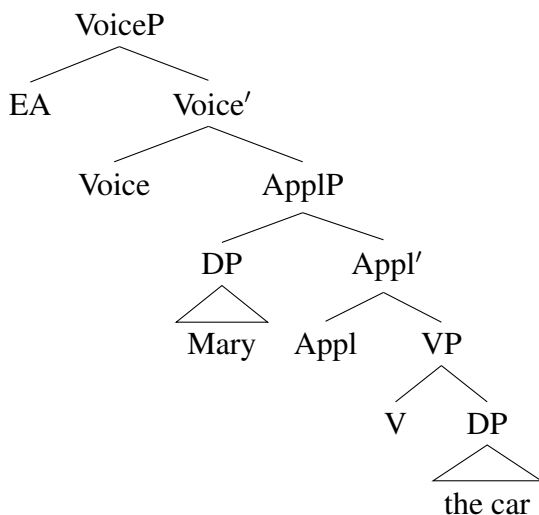 VoiceP
EA Voice′
Voice ApplP
DP Appl′
Mary Appl VP
V DP
the car